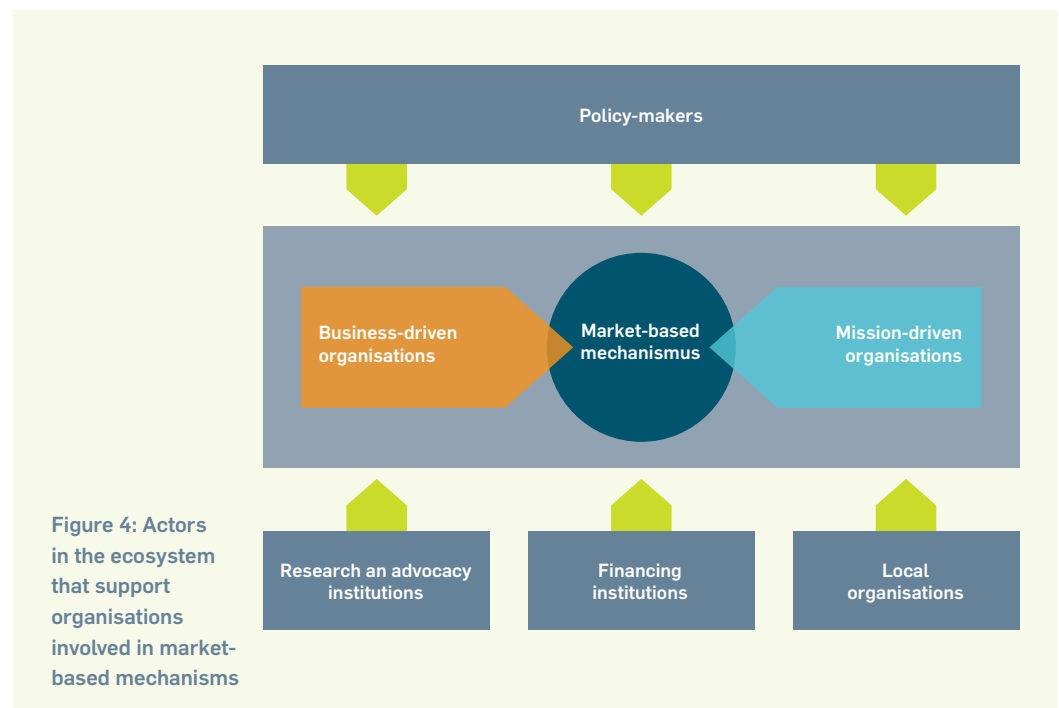 Policy-makers
Business-driven
organisations
Market-based
mechanismus
Mission-driven
organisations
Research an advocacy
institutions
Financing
institutions
Local
organisations
Figure 4: Actors
in the ecosystem
that support
organisations
involved in market-
based mechanisms